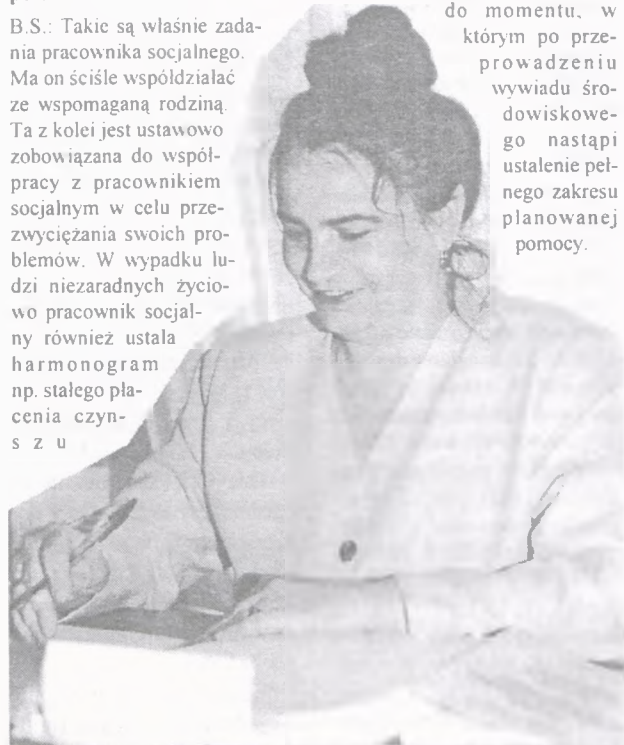 B.S.: Takie są właśnie zada-
nia pracownika socjalnego.
Ma on ściśle współdziałać
ze wspomaganą rodziną.
Ta z kolei jest ustawowo
zobowiązana do współ-
pracy z pracownikiem
socjalnym w celu prze-
zwyciężania swoich pro-
blemów. W wypadku lu-
dzi niezaradnych życio-
wo pracownik socjal-
ny również ustala
harmonogram
np. stałego pła-
cenia czyn-
szu
do momentu, w
którym po prze-
prowadzeniu
wywiadu śro-
dowiskowe-
go nastąpi
ustalenie peł-
nego zakresu
planowanej
pomocy.